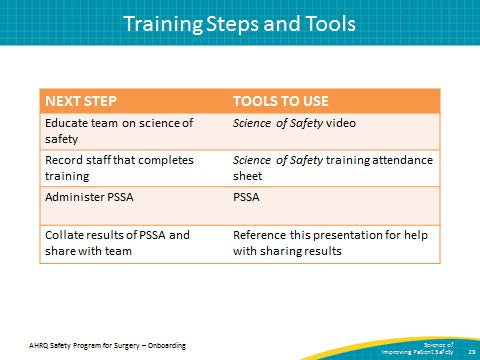 Training Steps and Tools
NEXT STEP TOOLS TO USE
Educate team on science of Science of Safety video
safety
Record staff that completes Science of Safety training attendance
training sheet
Administer PSSA PSSA
Collate results of PSSA and Reference this presentation for help
share with team with sharing results
AHRQ Safety Program for Surgery – Onboarding
Science of
Improving Patient Safety 29